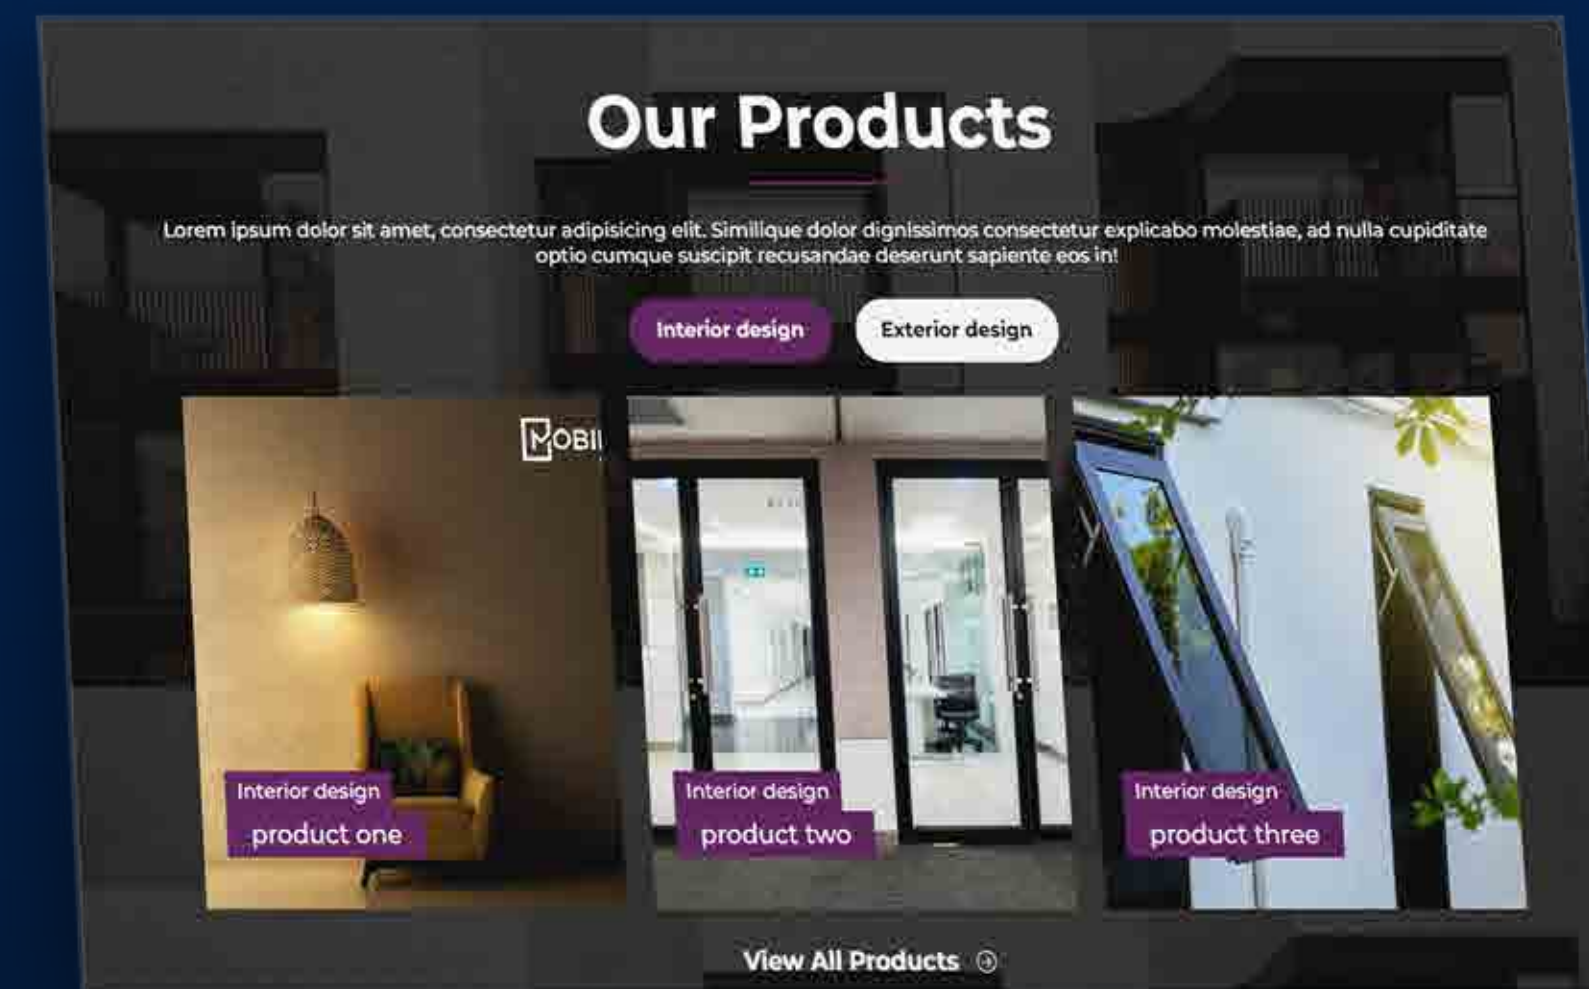 Our Products
Lorem ipsum dolor sit amet, consectetur adipisicing elit. Similique dolor dignissimos consectetur explicabo molestiae, ad nulla cupiditate
optio cumque suscipit recusandae deserunt sapiente eos in!
Interior design Exterior design
MOBI
Interior design Interior design Interior design
product one product two product three
View All Products